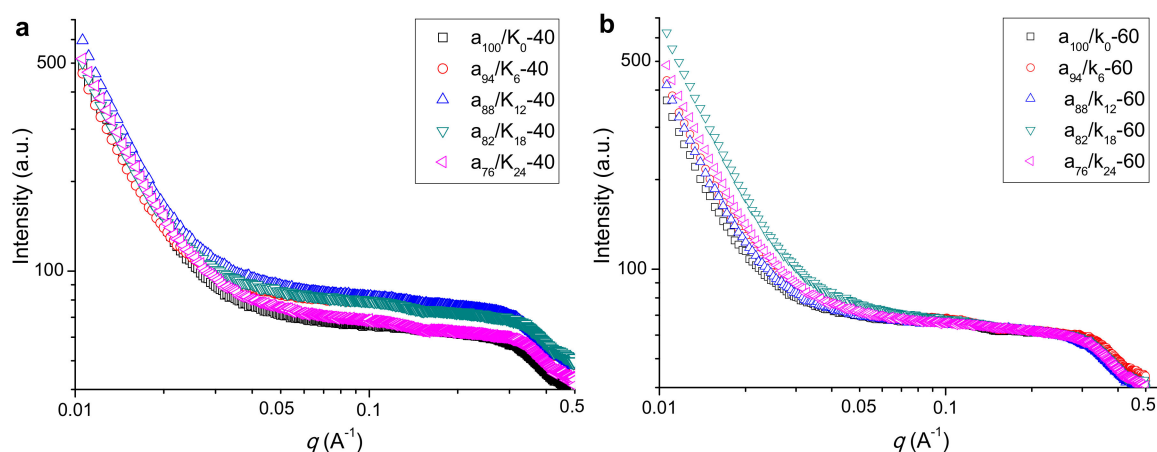 a
a100/K0-40
a94/K6-40
a88/K12-40
a82/K18-40
a76/K24-40
500
100
Intensity (a.u.)
0.01 0.05 0.1 0.5
q (A-1)
b
a100/k0-60
a94/k6-60
a88/k12-60
a82/k18-60
a76/k24-60
500
100
Intensity (a.u.)
0.01 0.05 0.1 0.5
q (A-1)